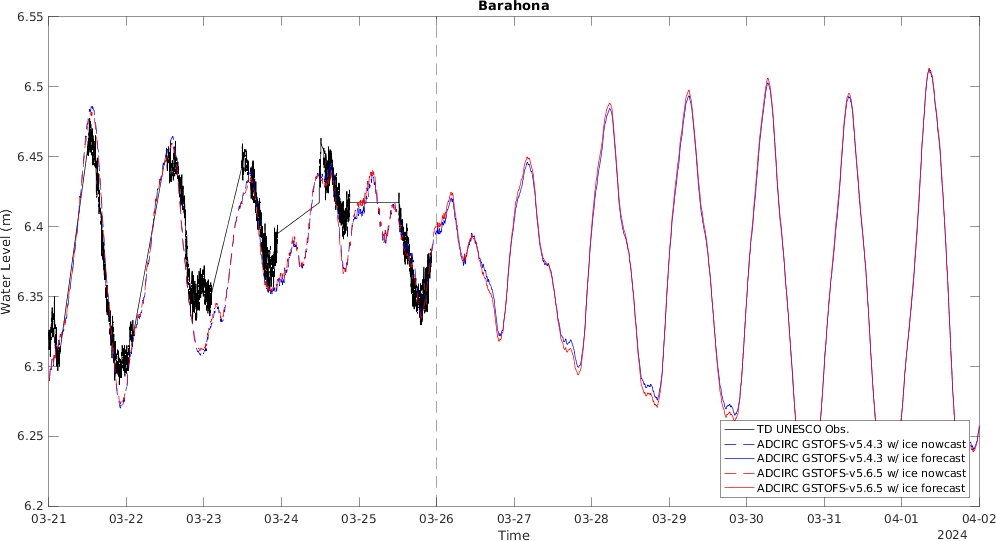 Barahona
6.55
6.5
6.45
6.4
6.35
6.3
6.25
6.2
Water Level (m)
TD UNESCO Obs.
ADCIRC GSTOFS-v5.4.3 w/ ice nowcast
ADCIRC GSTOFS-v5.4.3 w/ ice forecast
ADCIRC GSTOFS-v5.6.5 w/ ice nowcast
ADCIRC GSTOFS-v5.6.5 w/ ice forecast
03-21 03-22 03-23 03-24 03-25 03-26 03-27 03-28 03-29 03-30 03-31 04-01 04-02
Time
2024